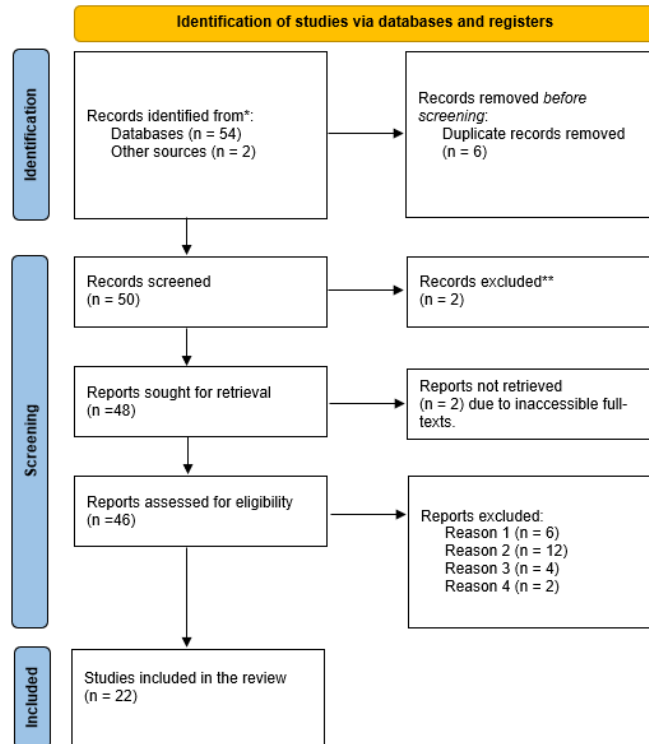 Identification of studies via databases and registers
Identification
Records identified from*:
Databases (n = 54)
Other sources (n = 2)
Records removed before
screening:
Duplicate records removed
(n = 6)
Screening
Records screened
(n = 50)
Records excluded**
(n = 2)
Reports sought for retrieval
(n =48)
Reports not retrieved
(n = 2) due to inaccessible full-
texts.
Reports assessed for eligibility
(n =46)
Reports excluded:
Reason 1 (n = 6)
Reason 2 (n = 12)
Reason 3 (n = 4)
Reason 4 (n = 2)
Included
Studies included in the review
(n = 22)